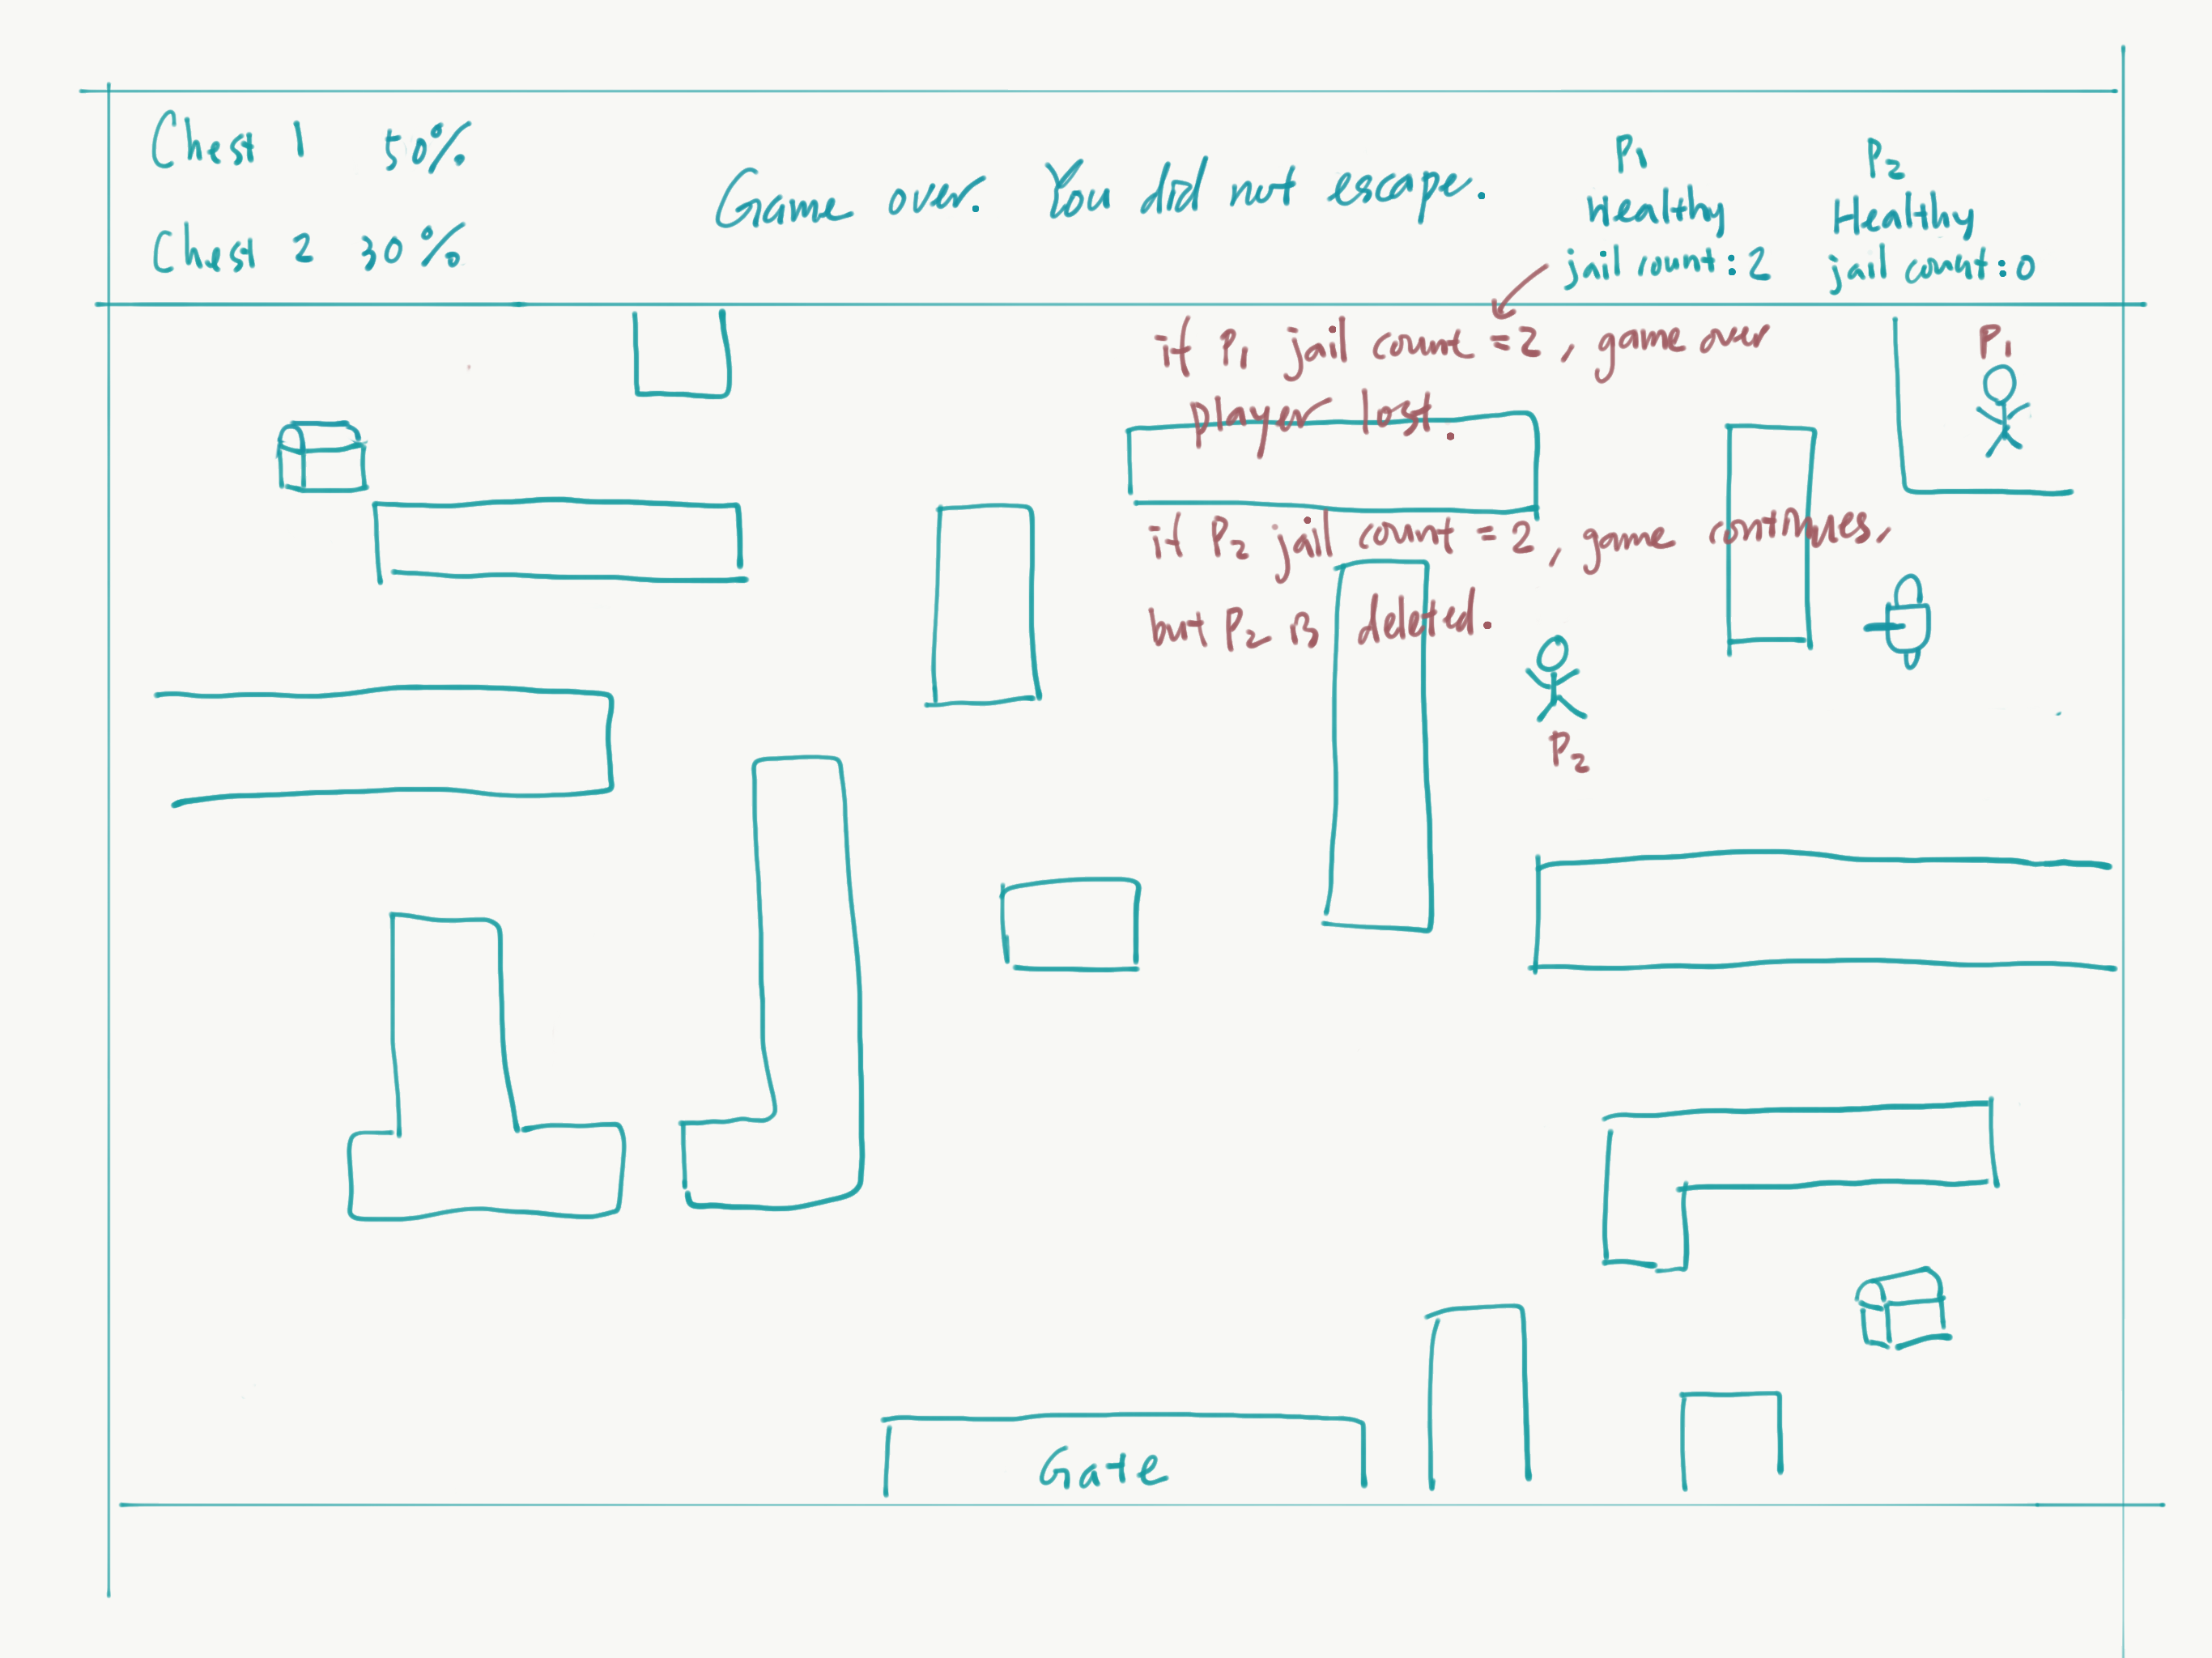 Chest 1 50%
Chest 2 30%
Game over. You did not escape.
P1
Healthy
jail count: 2
P2
Healthy
jail count: 0
if P1 jail count = 2, game over
player lost.
if P2 jail count = 2, game continues.
but P2 is deleted.
P1
P2
Gate